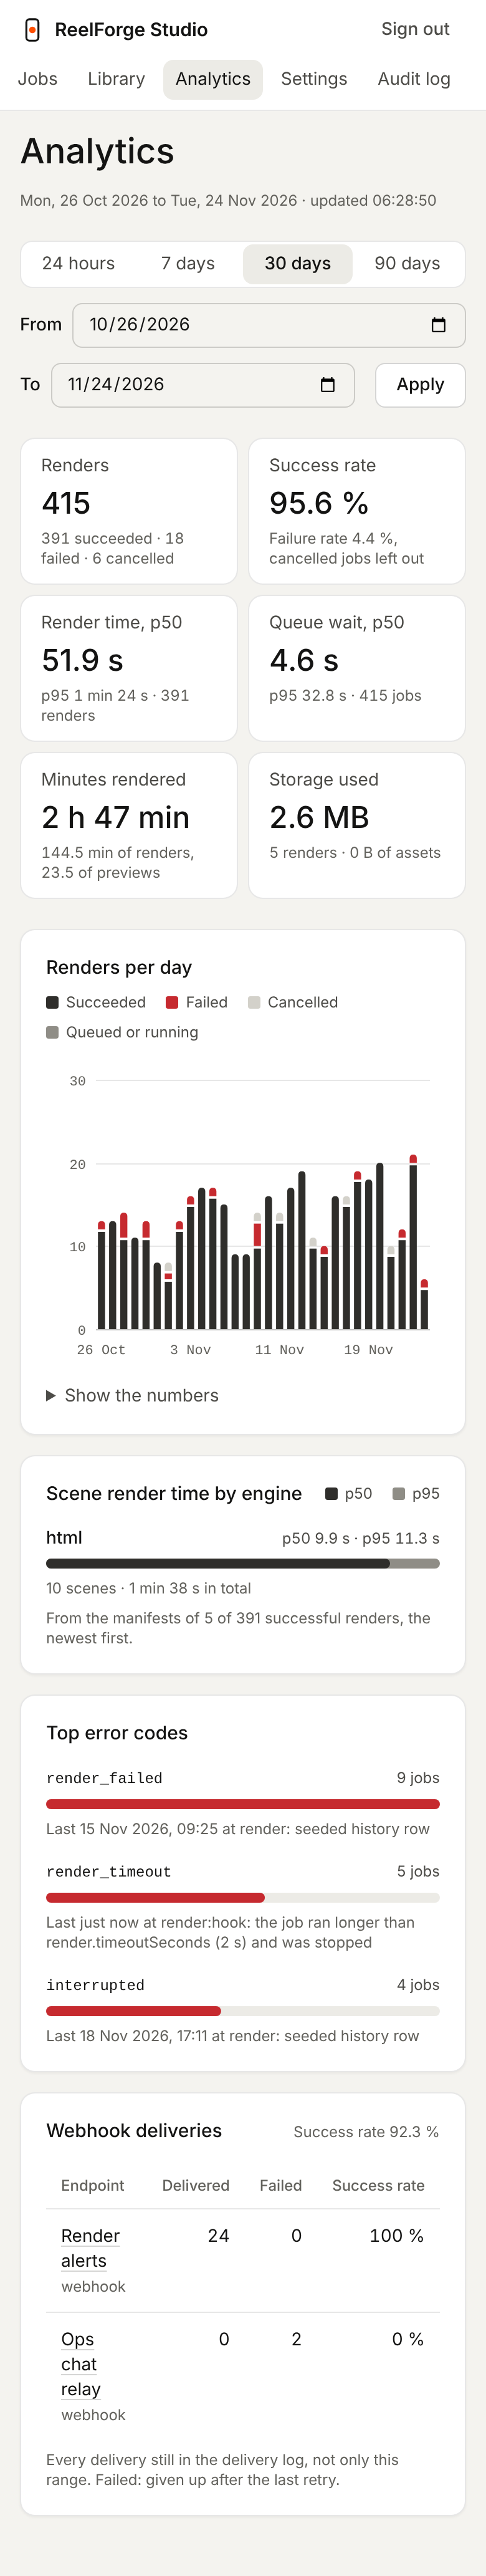 ReelForge Studio
Sign out
Jobs Library Analytics Settings Audit log
Analytics
Mon, 26 Oct 2026 to Tue, 24 Nov 2026 · updated 06:28:50
24 hours 7 days 30 days 90 days
From 10/26/2026
To 11/24/2026 Apply
Renders
415
391 succeeded · 18
failed · 6 cancelled
Success rate
95.6 %
Failure rate 4.4 %,
cancelled jobs left out
Render time, p50
51.9 s
p95 1 min 24 s · 391
renders
Queue wait, p50
4.6 s
p95 32.8 s · 415 jobs
Minutes rendered
2 h 47 min
144.5 min of renders,
23.5 of previews
Storage used
2.6 MB
5 renders · 0 B of assets
Renders per day
Succeeded Failed Cancelled
Queued or running
30
20
10
0
26 Oct 3 Nov 11 Nov 19 Nov
Show the numbers
Scene render time by engine p50 p95
html p50 9.9 s · p95 11.3 s
10 scenes · 1 min 38 s in total
From the manifests of 5 of 391 successful renders, the
newest first.
Top error codes
render_failed 9 jobs
Last 15 Nov 2026, 09:25 at render: seeded history row
render_timeout 5 jobs
Last just now at render:hook: the job ran longer than
render.timeoutSeconds (2 s) and was stopped
interrupted 4 jobs
Last 18 Nov 2026, 17:11 at render: seeded history row
Webhook deliveries Success rate 92.3 %
Endpoint Delivered Failed Success rate
Render 24 0 100 %
alerts
webhook
Ops 0 2 0 %
chat
relay
webhook
Every delivery still in the delivery log, not only this
range. Failed: given up after the last retry.